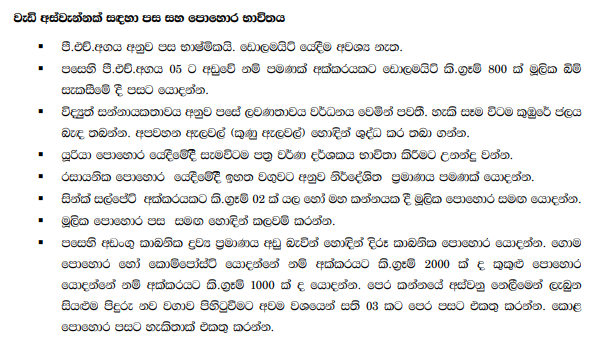 වැඩි අස්වැන්නක් සඳහා පස සහ පොහොර භාවිතය
▪ පී.එච්.අගය අනුව පස භාෂ්මිකයි. ඩොලමයිට් යෙදීම අවශ්‍ය නැත.
▪ පසෙහි පී.එච්.අගය 05 ට අඩුවේ නම් පමණක් අක්කරයකට ඩොලමයිට් කි.ග්‍රෑම් 800 ක් මූලික බිම්
සැකසීමේ දී පසට යොදන්න.
▪ විද්‍යුත් සන්නායකතාවය අනුව පසේ ලවණතාවය වර්ධනය වෙමින් පවතී. හැකි සෑම විටම කුඹුරේ ජලය
බැඳ තබන්න. අපවහන ඇලවල් (කුණු ඇලවල්) හොඳින් ශුද්ධ කර තබා ගන්න.
▪ යූරියා පොහොර යෙදීමේදී සැමවිටම පත්‍ර වර්ණ දර්ශකය භාවිතා කිරීමට උනන්දු වන්න.
▪ රසායනික පොහොර යෙදීමේදී ඉහත වගුවට අනුව නිර්දේශිත ප්‍රමාණය පමණක් යොදන්න.
▪ සින්ක් සල්පේට් අක්කරයකට කි.ග්‍රෑම් 02 ක් යල හෝ මහ කන්නයක දී මූලික පොහොර සමඟ යොදන්න.
▪ මූලික පොහොර පස සමඟ හොඳින් කලවම් කරන්න.
▪ පසෙහි අඩංගු කාබනික ද්‍රව්‍ය ප්‍රමාණය අඩු බැවින් හොඳින් දිරූ කාබනික පොහොර යොදන්න. ගොම
පොහොර හෝ කොම්පෝස්ට් යොදන්නේ නම් අක්කරයට කි.ග්‍රෑම් 2000 ක් ද කුකුළු පොහොර
යොදන්නේ නම් අක්කරයට කි.ග්‍රෑම් 1000 ක් ද යොදන්න. පෙර කන්නයේ අස්වනු නෙලීමෙන් ලැබුන
සියළුම පිදුරු නව වගාව පිහිටුවීමට අවම වශයෙන් සති 03 කට පෙර පසට එකතු කරන්න. කොළ
පොහොර පසට හැකිතාක් එකතු කරන්න.